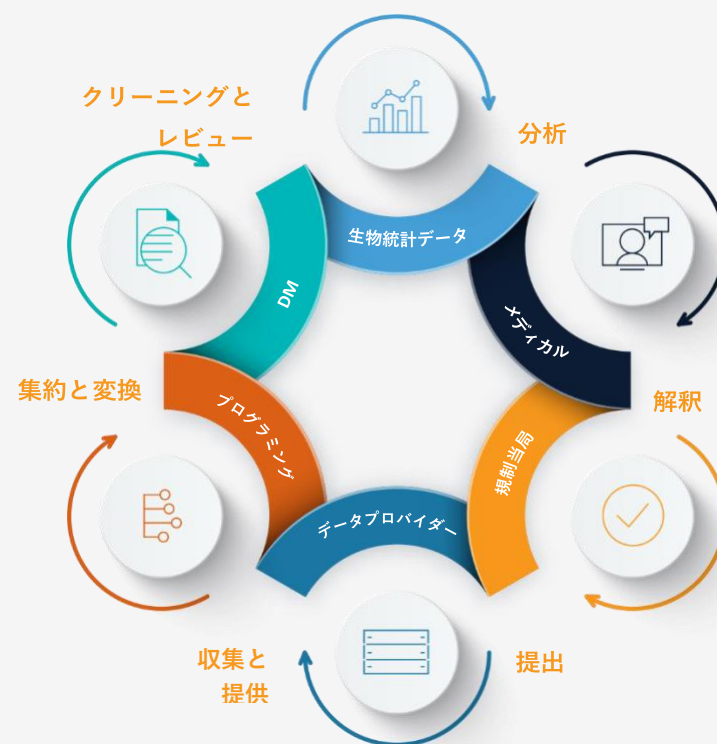 クリーニングと
レビュー
分析
生物統計データ
DM
メディカル
集約と変換
解釈
プログラミング
規制当局
データプロバイダー
収集と
提供
提出